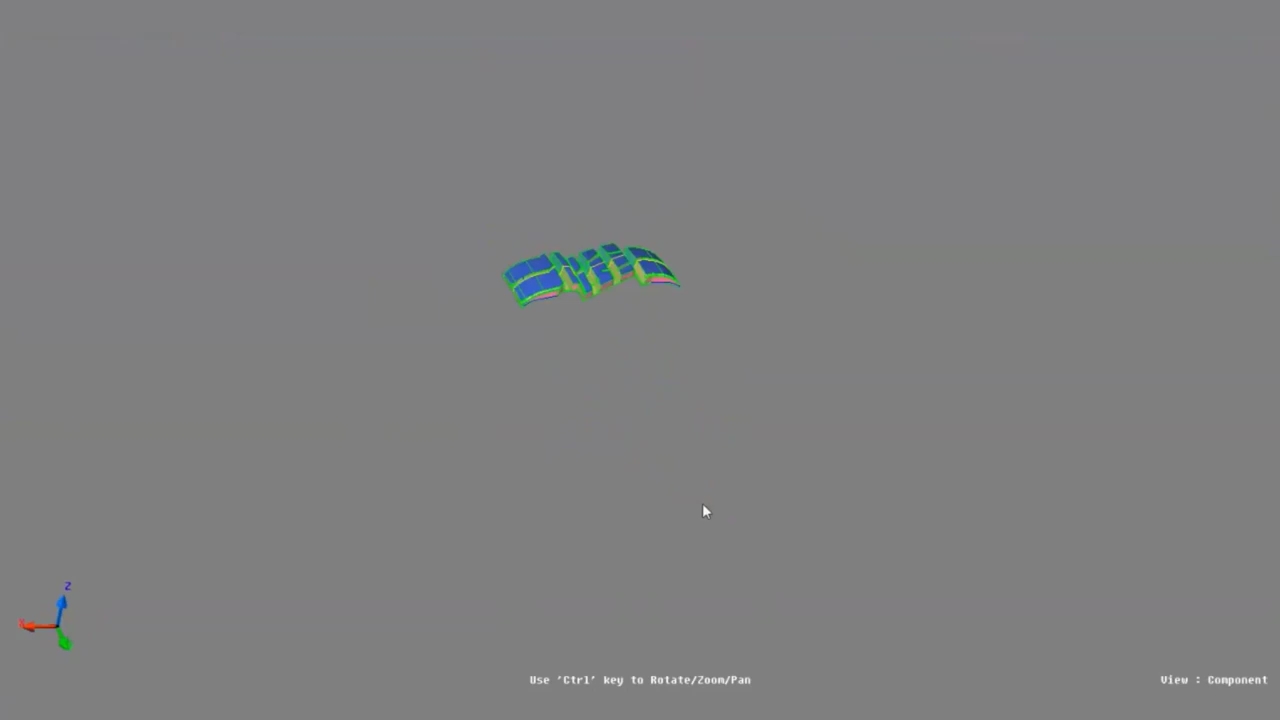 Z
X
Use 'Ctrl' key to Rotate/Zoom/Pan
View : Component